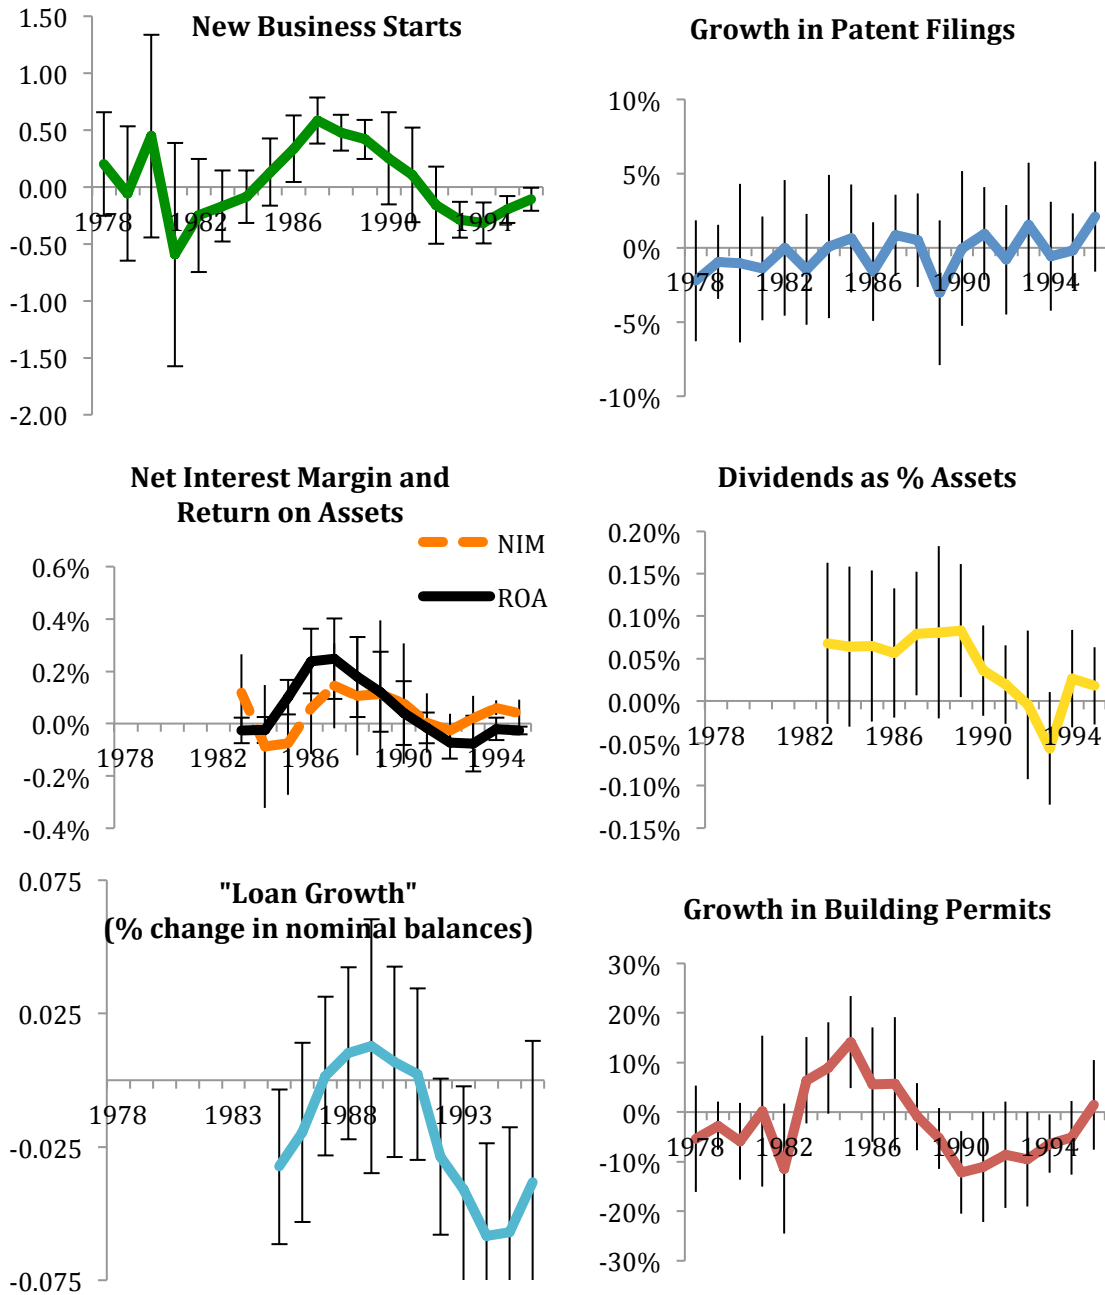 New Business Starts
1.50
1.00
0.50
0.00
-0.50
-1.00
-1.50
-2.00
1978 1982 1986 1990 1994
Growth in Patent Filings
10%
5%
0%
-5%
-10%
1978 1982 1986 1990 1994
Net Interest Margin and
Return on Assets
NIM
ROA
0.6%
0.4%
0.2%
0.0%
-0.2%
-0.4%
1978 1982 1986 1990 1994
Dividends as % Assets
0.20%
0.15%
0.10%
0.05%
0.00%
-0.05%
-0.10%
-0.15%
1978 1982 1986 1990 1994
"Loan Growth"
(% change in nominal balances)
0.075
0.025
-0.025
-0.075
1978 1983 1988 1993
Growth in Building Permits
30%
20%
10%
0%
-10%
-20%
-30%
1978 1982 1986 1990 1994